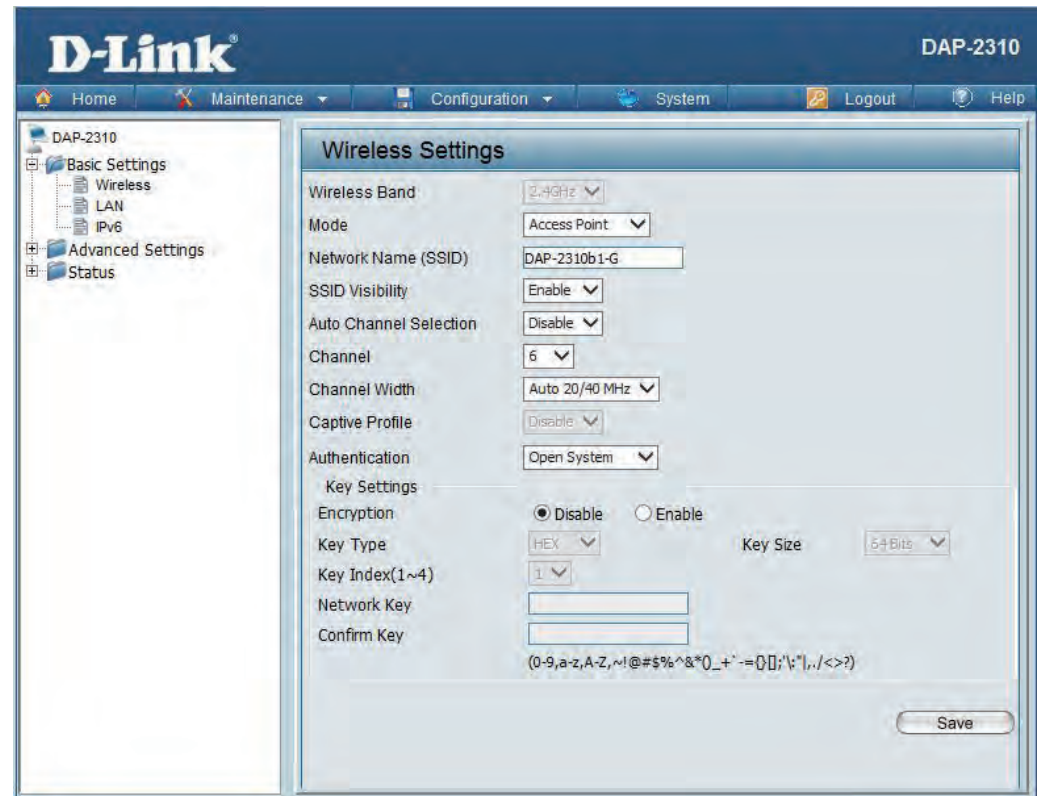 D-Link®
DAP-2310
Home Maintenance Configuration System Logout Help
DAP-2310
Basic Settings
Wireless
LAN
IPv6
Advanced Settings
Status
Wireless Settings
Wireless Band 2.4GHz
Mode Access Point
Network Name (SSID) DAP-2310b1-G
SSID Visibility Enable
Auto Channel Selection Disable
Channel 6
Channel Width Auto 20/40 MHz
Captive Profile Disable
Authentication Open System
Key Settings
Encryption Disable Enable
Key Type HEX Key Size 64 Bits
Key Index(1~4) 1
Network Key
Confirm Key
(0-9,a-z,A-Z,~!@#$%^&*()_+`-={}[];'\:"|,./<>?)
Save